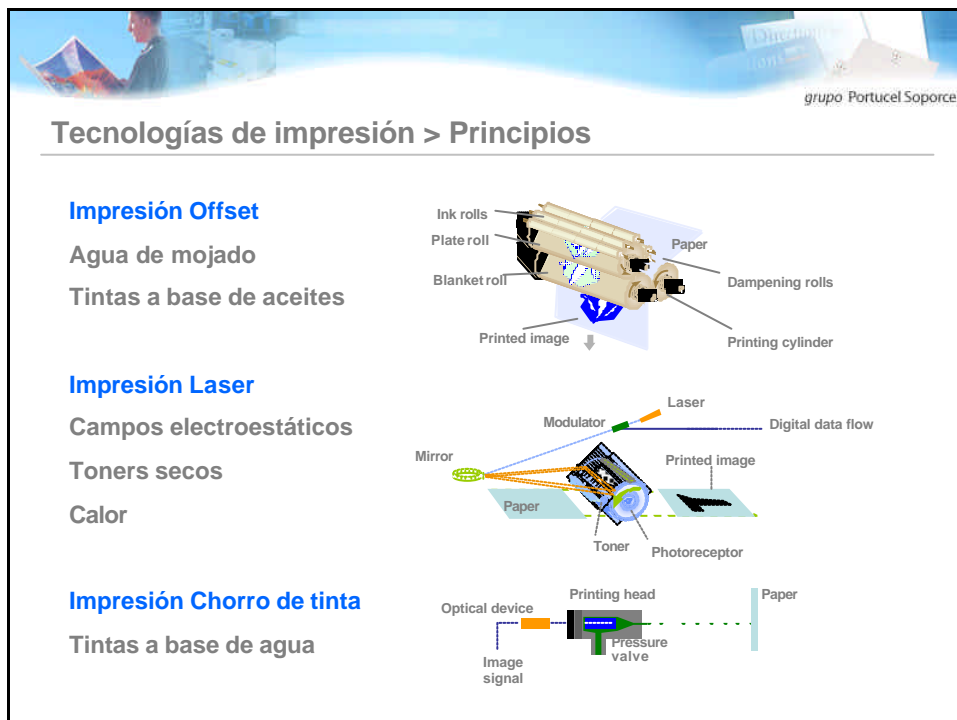 Direction
grupo Portucel Soporcel
Tecnologías de impresión > Principios
Impresión Offset
Agua de mojado
Tintas a base de aceites
Ink rolls
Plate roll
Blanket roll
Printed image
Paper
Dampening rolls
Printing cylinder
Impresión Laser
Campos electroestáticos
Toners secos
Calor
Laser
Modulator
Digital data flow
Mirror
Printed image
Paper
Toner
Photoreceptor
Impresión Chorro de tinta
Tintas a base de agua
Printing head
Paper
Optical device
Pressure
valve
Image
signal